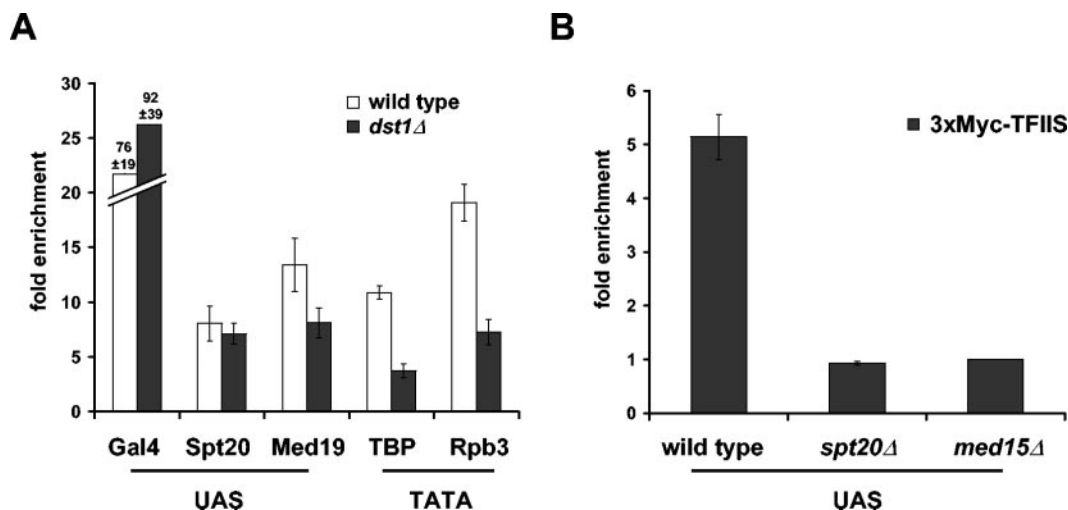 A
fold enrichment
30
25
20
15
10
5
0
76
±19
92
±39
wild type
dst1Δ
Gal4 Spt20 Med19 TBP Rpb3
UAS TATA
B
fold enrichment
6
5
4
3
2
1
0
3xMyc-TFIIS
wild type spt20Δ med15Δ
UAS